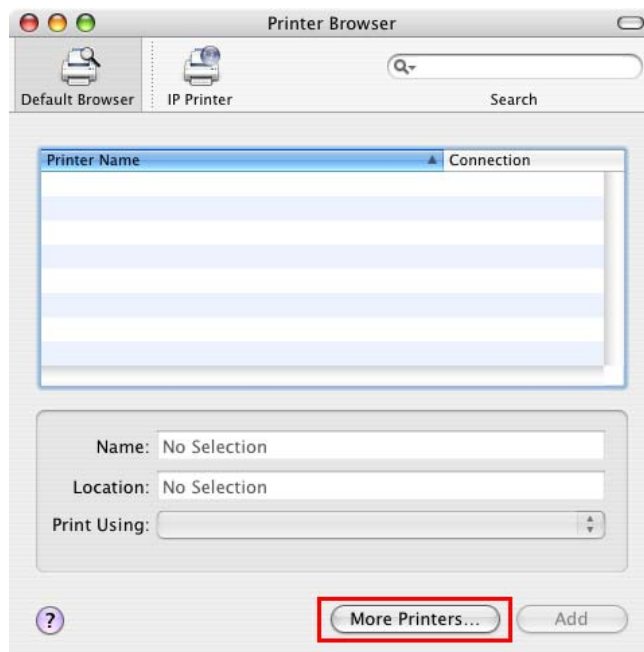 Printer Browser
Default Browser
IP Printer
Search
Printer Name
Connection
Name: No Selection
Location: No Selection
Print Using:
?
More Printers...
Add